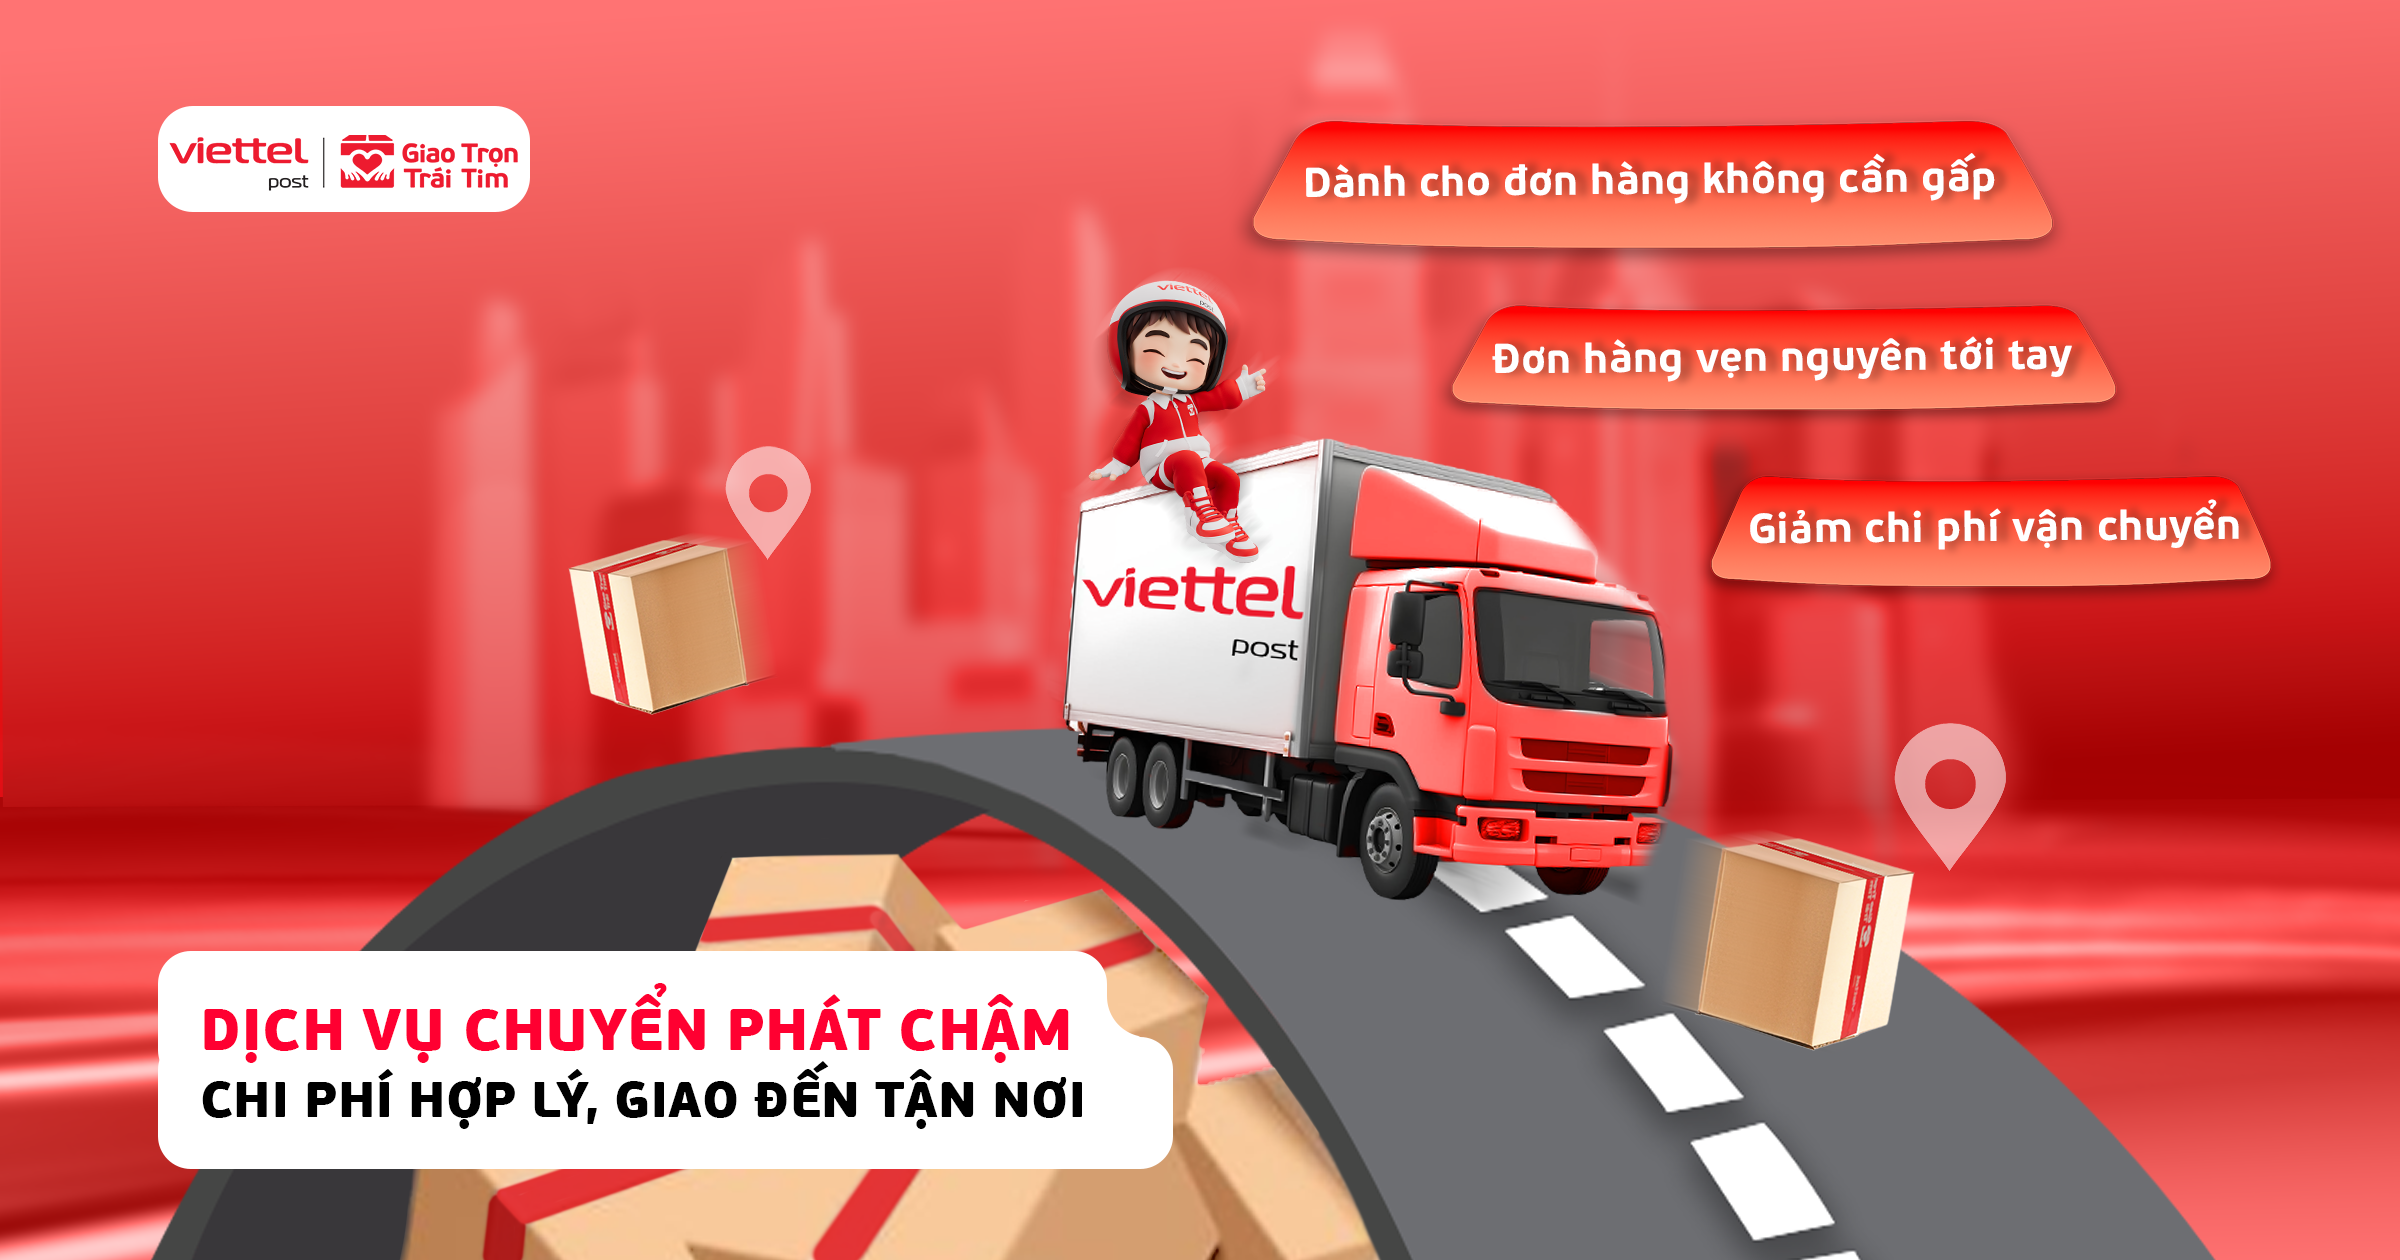 viettel
post
Giao Trọn
Trái Tim
Dành cho đơn hàng không cần gấp
Đơn hàng vẹn nguyên tới tay
Giảm chi phí vận chuyển
viettel
post
viettel
post
DỊCH VỤ CHUYỂN PHÁT CHẬM
CHI PHÍ HỢP LÝ, GIAO ĐẾN TẬN NƠI